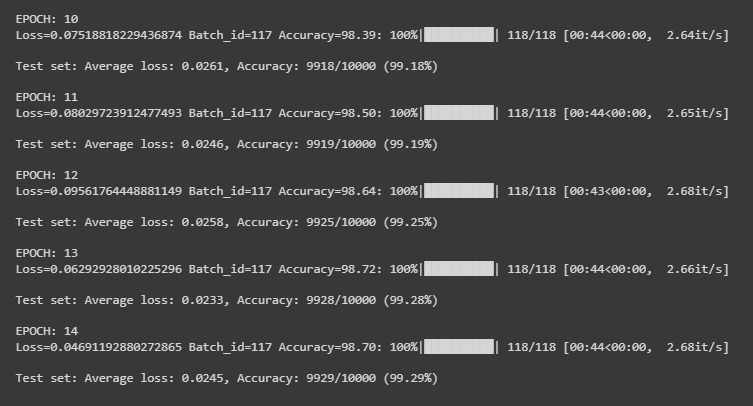 EPOCH: 10
Loss=0.07518818229436874 Batch_id=117 Accuracy=98.39: 100%|██████████| 118/118 [00:44<00:00,  2.64it/s]
Test set: Average loss: 0.0261, Accuracy: 9918/10000 (99.18%)
EPOCH: 11
Loss=0.08029723912477493 Batch_id=117 Accuracy=98.50: 100%|██████████| 118/118 [00:44<00:00,  2.65it/s]
Test set: Average loss: 0.0246, Accuracy: 9919/10000 (99.19%)
EPOCH: 12
Loss=0.09561764448881149 Batch_id=117 Accuracy=98.64: 100%|██████████| 118/118 [00:43<00:00,  2.68it/s]
Test set: Average loss: 0.0258, Accuracy: 9925/10000 (99.25%)
EPOCH: 13
Loss=0.06292928010225296 Batch_id=117 Accuracy=98.72: 100%|██████████| 118/118 [00:44<00:00,  2.66it/s]
Test set: Average loss: 0.0233, Accuracy: 9928/10000 (99.28%)
EPOCH: 14
Loss=0.04691192880272865 Batch_id=117 Accuracy=98.70: 100%|██████████| 118/118 [00:44<00:00,  2.68it/s]
Test set: Average loss: 0.0245, Accuracy: 9929/10000 (99.29%)